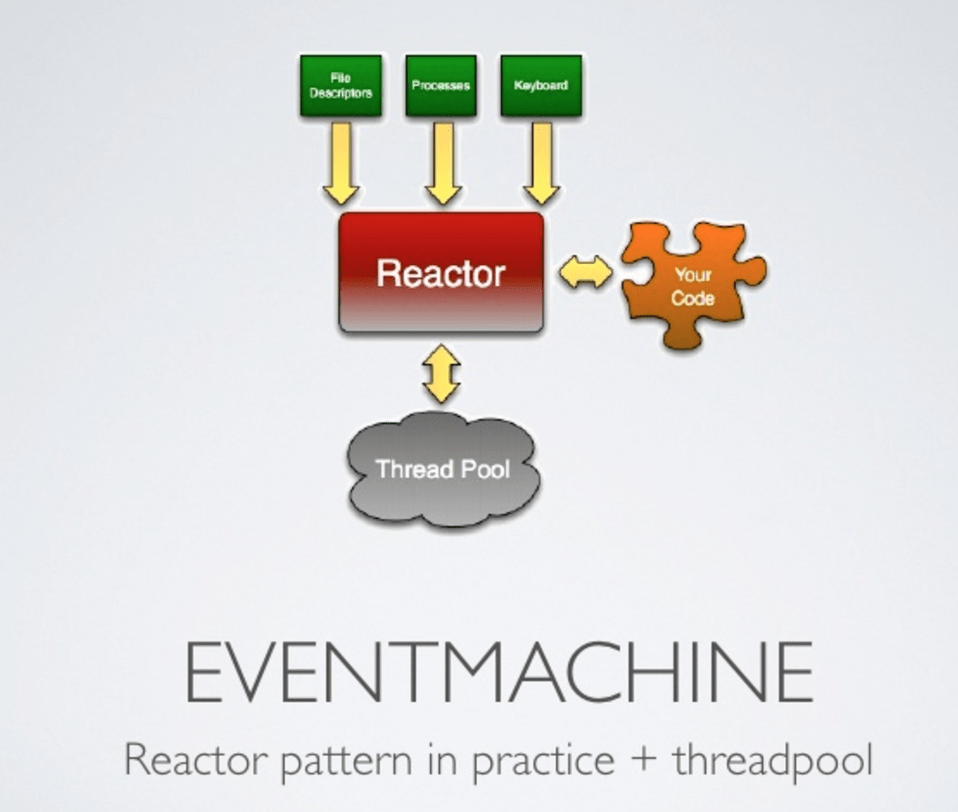 File
Descriptors
Processes
Keyboard
Reactor
Your
Code
Thread Pool
EVENTMACHINE
Reactor pattern in practice + threadpool